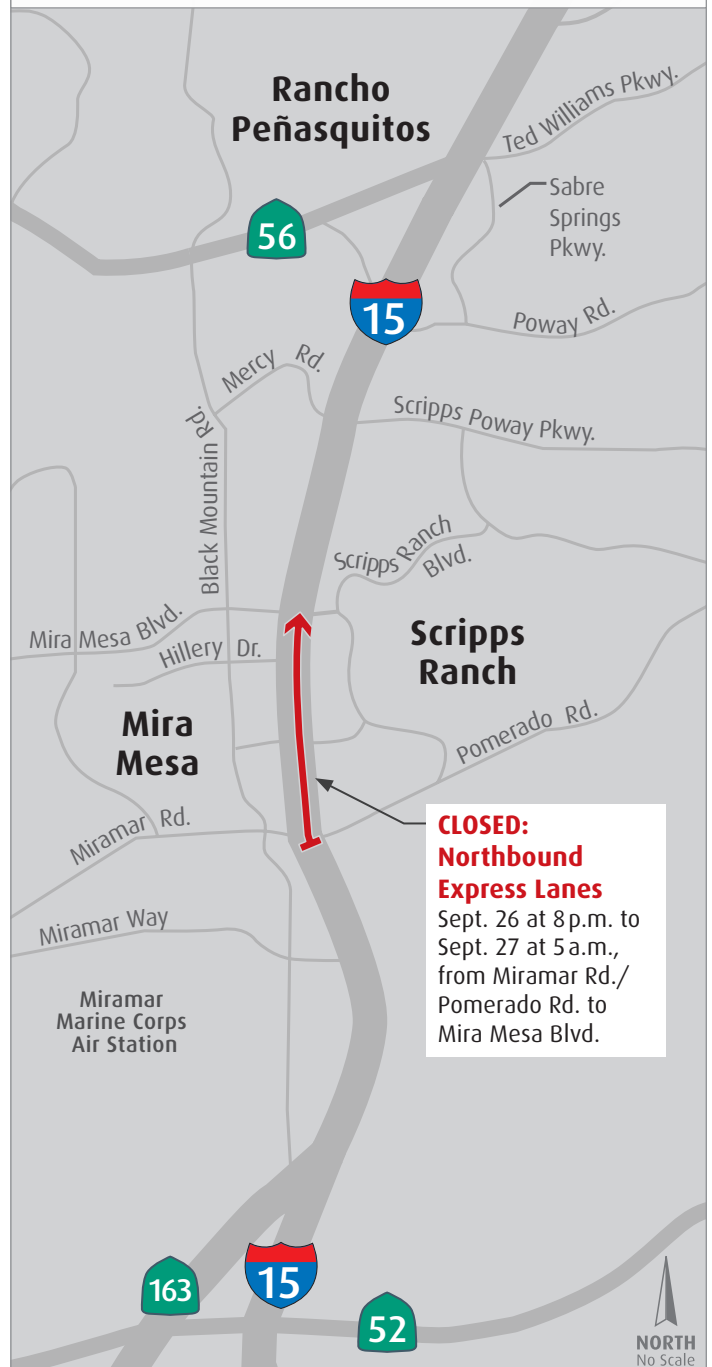 Rancho
Peñasquitos
Ted Williams Pkwy.
Sabre
Springs
Pkwy.
56
15
Poway Rd.
Mercy Rd.
Scripps Poway Pkwy.
Black Mountain Rd.
Scripps Ranch
Blvd.
Mira Mesa Blvd.
Hillery Dr.
Scripps
Ranch
Mira
Mesa
Pomerado Rd.
Miramar Rd.
CLOSED:
Northbound
Express Lanes
Sept. 26 at 8 p.m. to
Sept. 27 at 5 a.m.,
from Miramar Rd./
Pomerado Rd. to
Mira Mesa Blvd.
Miramar Way
Miramar
Marine Corps
Air Station
163
15
52
NORTH
No Scale